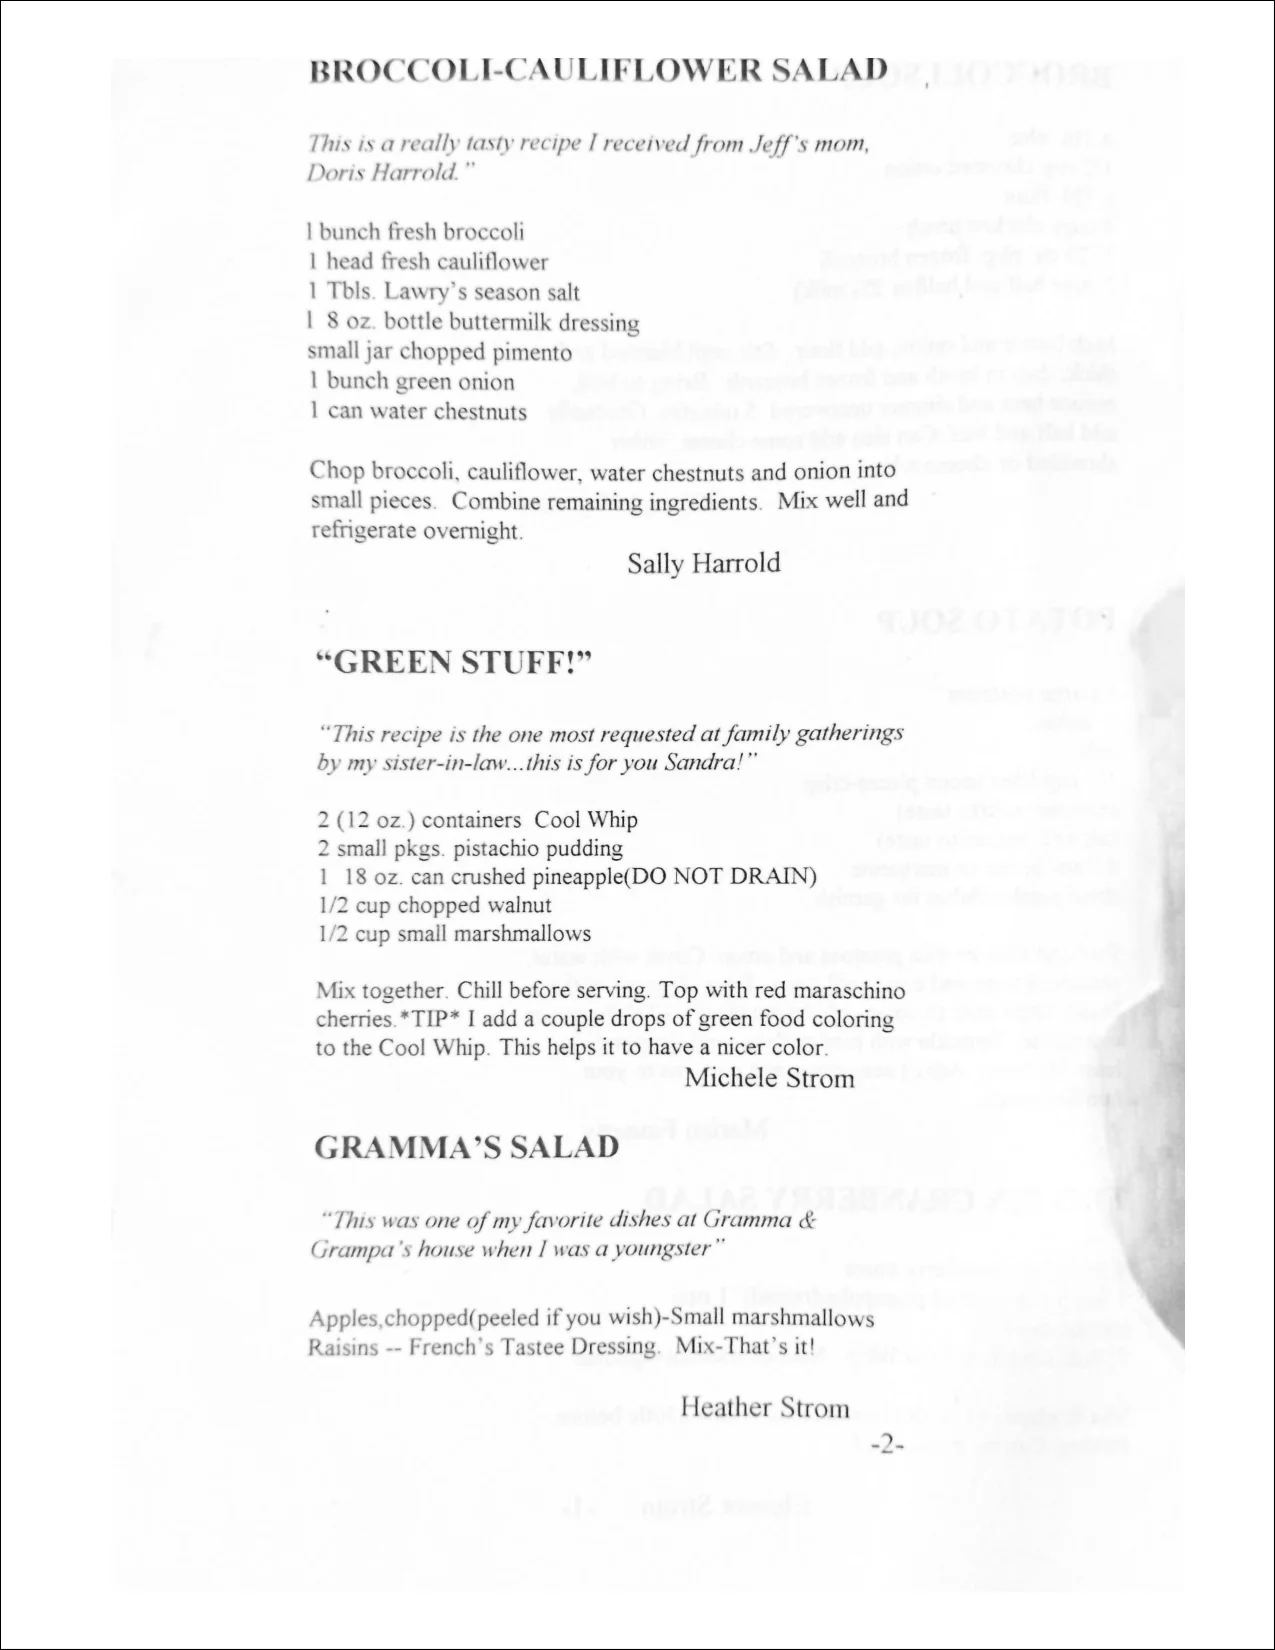 BROCCOLI-CAULIFLOWER SALAD
This is a really tasty recipe I received from Jeff's mom,
Doris Harrold."
1 bunch fresh broccoli
1 head fresh cauliflower
1 Tbls. Lawry's season salt
1 8 oz. bottle buttermilk dressing
small jar chopped pimento
1 bunch green onion
1 can water chestnuts
Chop broccoli, cauliflower, water chestnuts and onion into
small pieces. Combine remaining ingredients. Mix well and
refrigerate overnight.
Sally Harrold
"GREEN STUFF!"
"This recipe is the one most requested at family gatherings
by my sister-in-law...this is for you Sandra!"
2 (12 oz.) containers Cool Whip
2 small pkgs. pistachio pudding
1 18 oz. can crushed pineapple(DO NOT DRAIN)
1/2 cup chopped walnut
1/2 cup small marshmallows
Mix together. Chill before serving. Top with red maraschino
cherries.*TIP* I add a couple drops of green food coloring
to the Cool Whip. This helps it to have a nicer color.
Michele Strom
GRAMMA'S SALAD
"This was one of my favorite dishes at Gramma &
Grampa's house when I was a youngster"
Apples,chopped(peeled if you wish)-Small marshmallows
Raisins -- French's Tastee Dressing. Mix-That's it!
Heather Strom
-2-